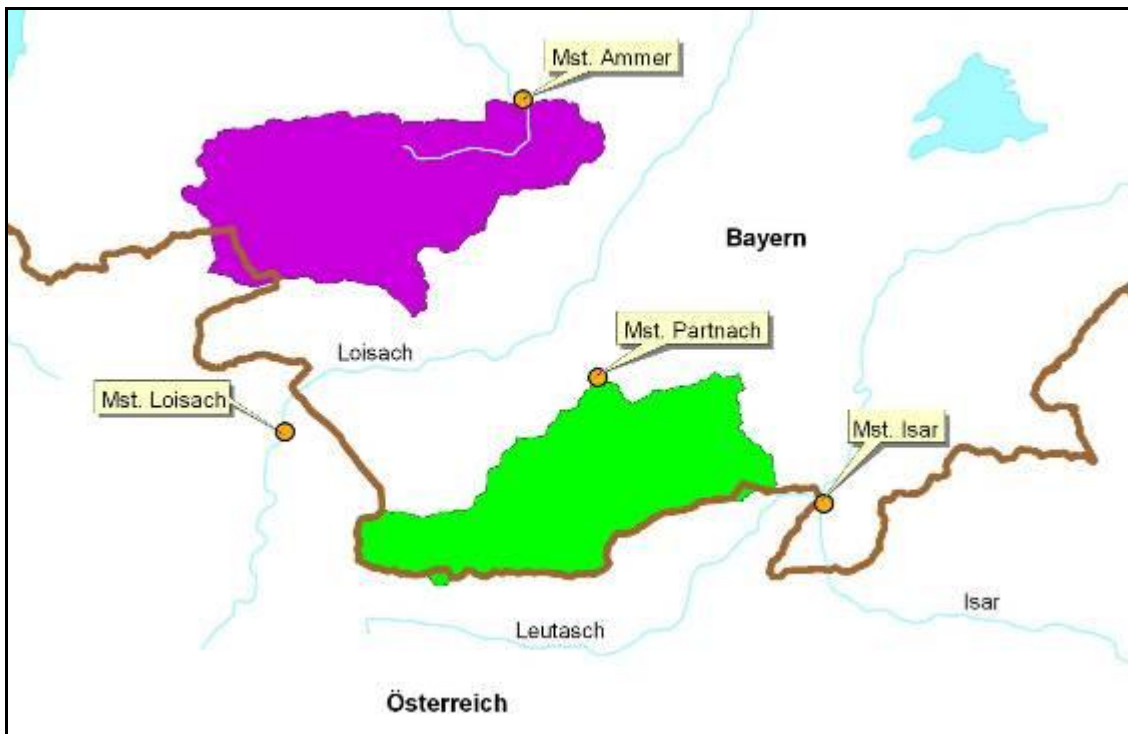 Mst. Ammer
Bayern
Mst. Partnach
Loisach
Mst. Loisach
Mst. Isar
Isar
Leutasch
Österreich